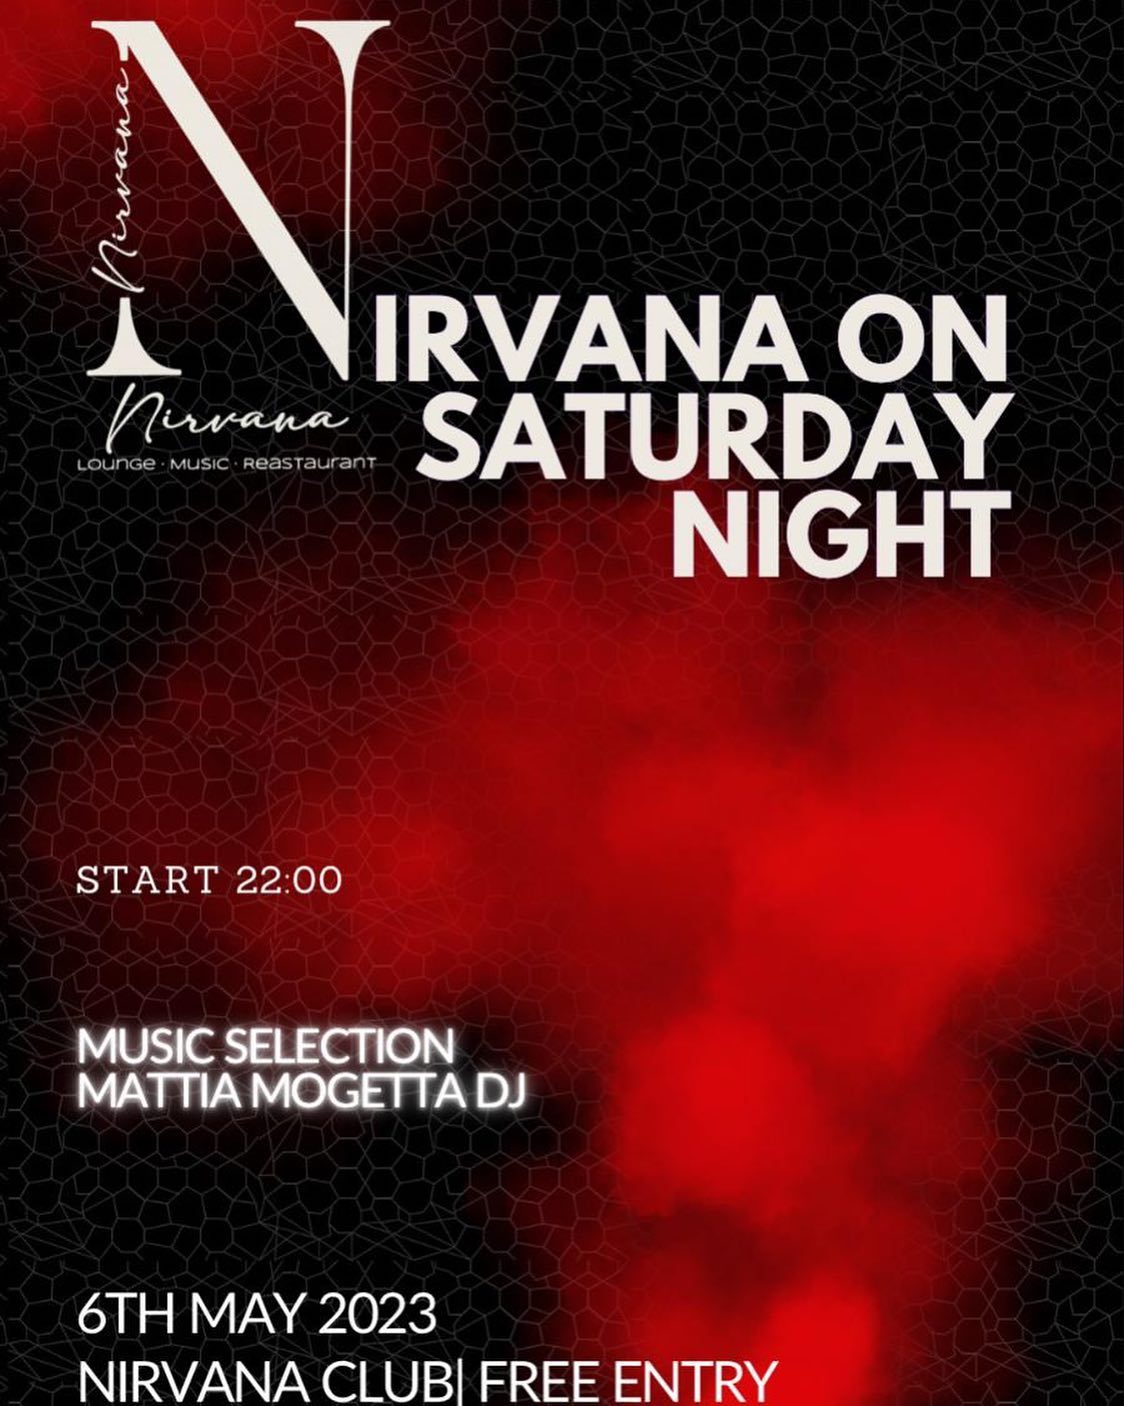 N
Nirvana
IRVANA ON
SATURDAY
NIGHT
Nirvana
LOUNGE · MUSIC · REASTAURANT
START 22:00
MUSIC SELECTION
MATTIA MOGETTA DJ
6TH MAY 2023
NIRVANA CLUB| FREE ENTRY